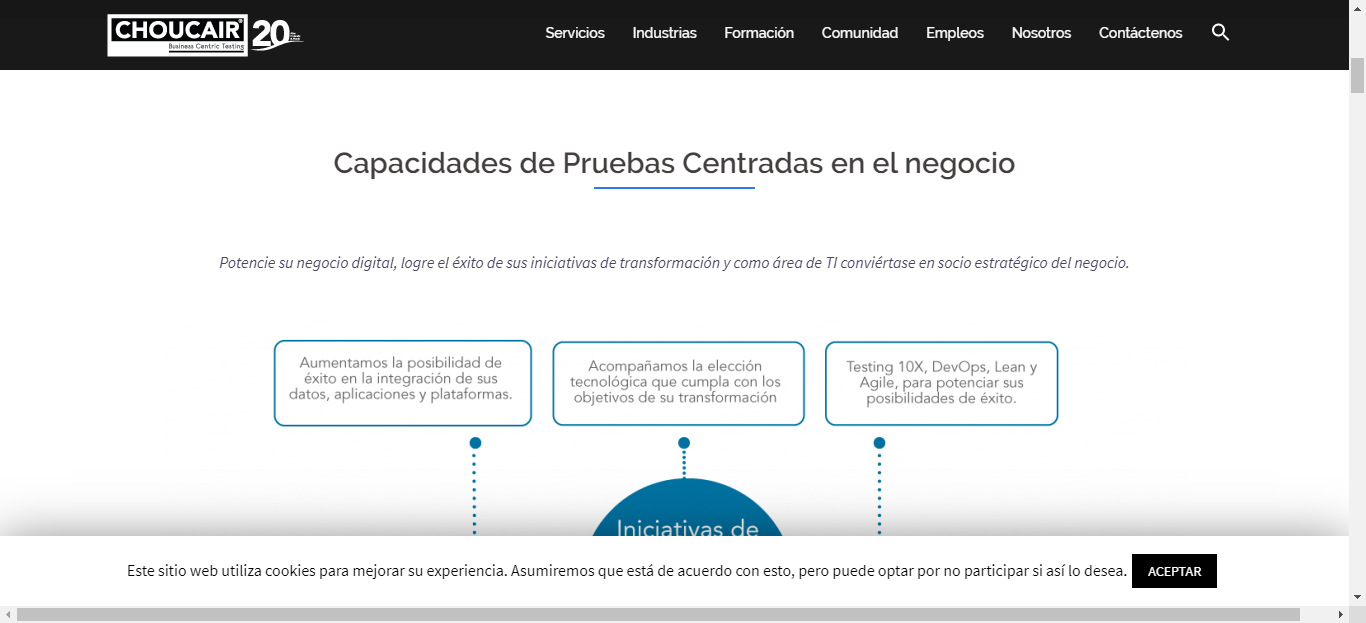 CHOUCAIR
Business Centric Testing
20
Servicios
Industrias
Formación
Comunidad
Empleos
Nosotros
Contáctenos
Capacidades de Pruebas Centradas en el negocio
Potencie su negocio digital, logre el éxito de sus iniciativas de transformación y como área de TI conviértase en socio estratégico del negocio.
Aumentamos la posibilidad de
éxito en la integración de sus
datos, aplicaciones y plataformas.
Acompañamos la elección
tecnológica que cumpla con los
objetivos de su transformación
Testing 10X, DevOps, Lean y
Agile, para potenciar sus
posibilidades de éxito.
Iniciativas de
Este sitio web utiliza cookies para mejorar su experiencia. Asumiremos que está de acuerdo con esto, pero puede optar por no participar si así lo desea.
ACEPTAR